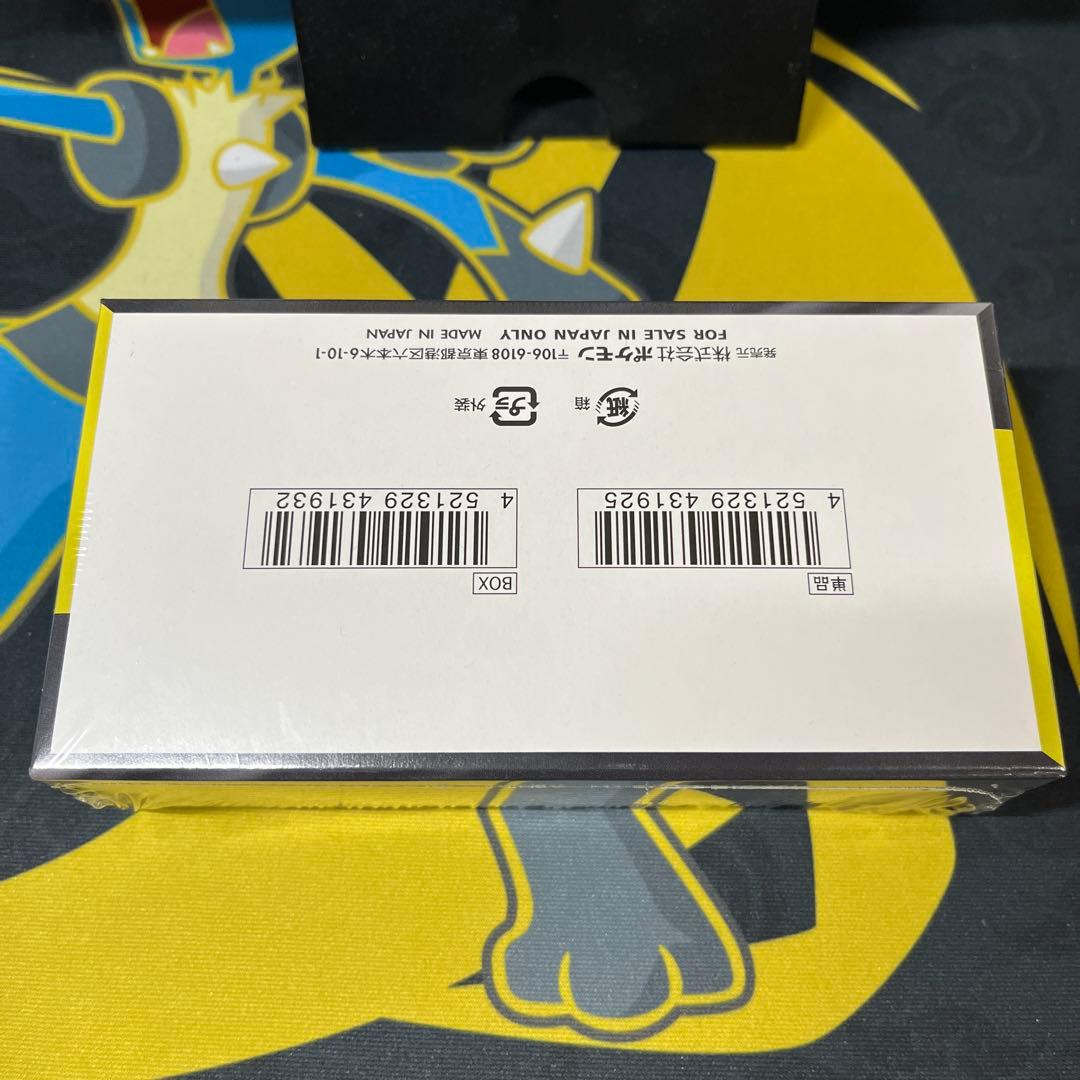 単品
BOX
4 521329 431925
4 521329 431932
紙 箱
プラ 外装
発売元 株式会社 ポケモン 〒106-6108 東京都港区六本木6-10-1
FOR SALE IN JAPAN ONLY MADE IN JAPAN